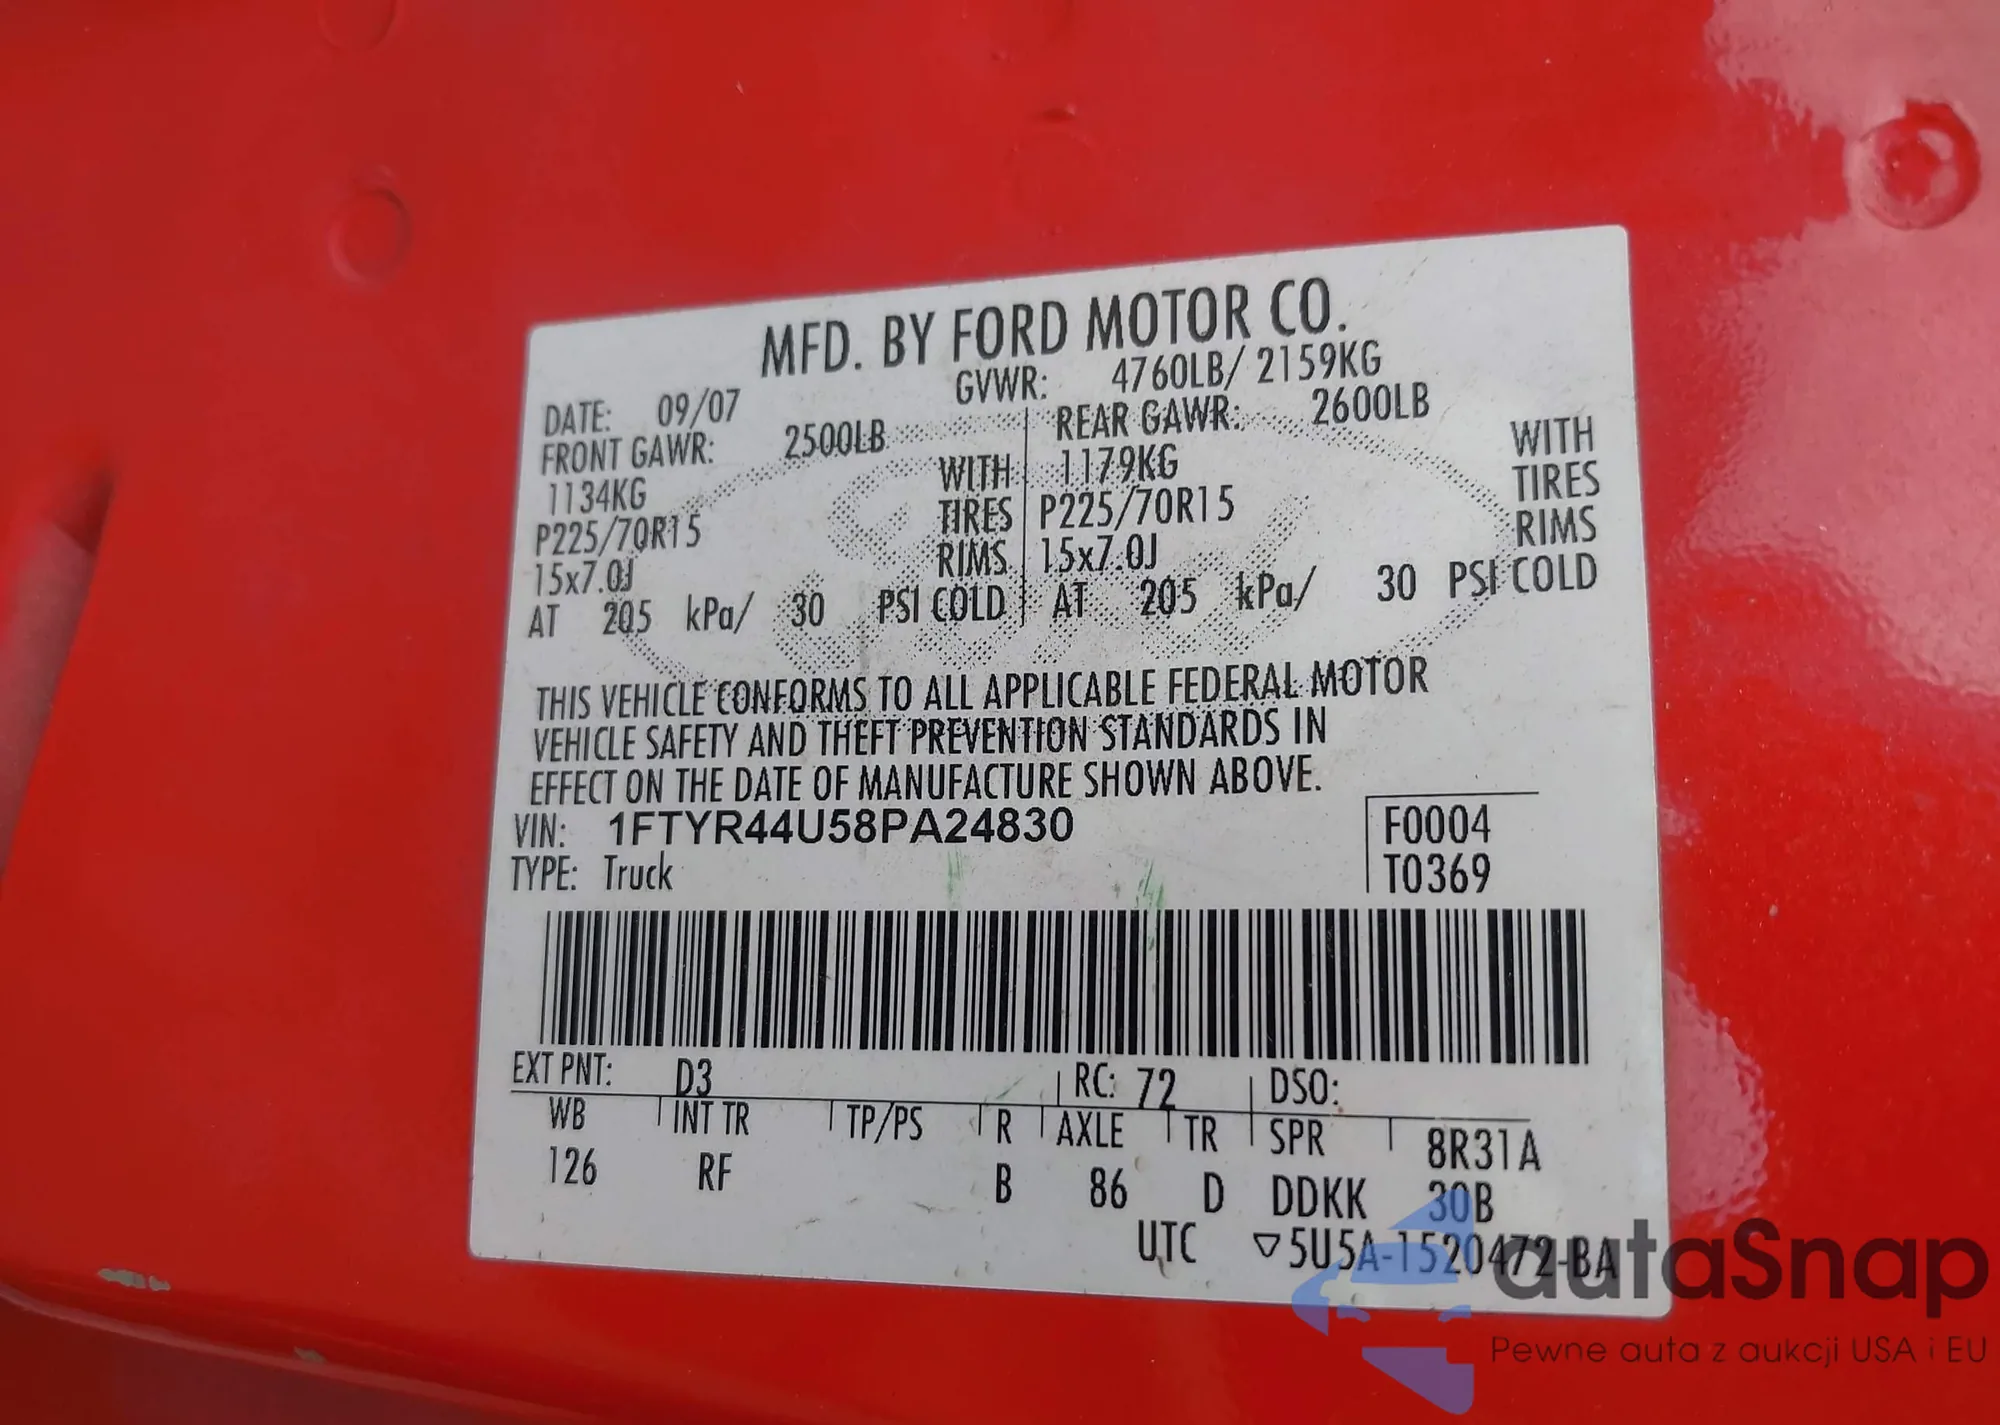 MFD. BY FORD MOTOR CO.
DATE: 09/07 GVWR: 4760LB/ 2159KG
FRONT GAWR: 2500LB REAR GAWR: 2600LB
1134KG WITH 1179KG WITH
P225/70R15 TIRES P225/70R15 TIRES
15x7.0J RIMS 15x7.0J RIMS
AT 205 kPa/ 30 PSI COLD AT 205 kPa/ 30 PSI COLD
THIS VEHICLE CONFORMS TO ALL APPLICABLE FEDERAL MOTOR
VEHICLE SAFETY AND THEFT PREVENTION STANDARDS IN
EFFECT ON THE DATE OF MANUFACTURE SHOWN ABOVE.
VIN: 1FTYR44U58PA24830 F0004
TYPE: Truck T0369
EXT PNT: D3 RC: 72 DSO:
WB INT TR TP/PS R AXLE TR SPR 8R31A
126 RF B 86 D DDKK 30B
UTC ▽5U5A-1520472-BA
autaSnap
Pewne auta z aukcji USA i EU